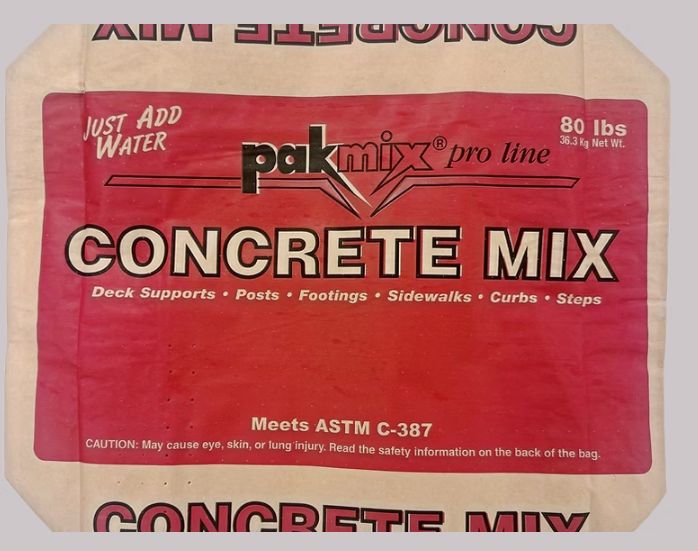 CONCRETE MIX
JUST ADD
WATER
pakmix® pro line
80 lbs
36.3 kg Net Wt.
CONCRETE MIX
Deck Supports • Posts • Footings • Sidewalks • Curbs • Steps
Meets ASTM C-387
CAUTION: May cause eye, skin, or lung injury. Read the safety information on the back of the bag.
CONCRETE MIX